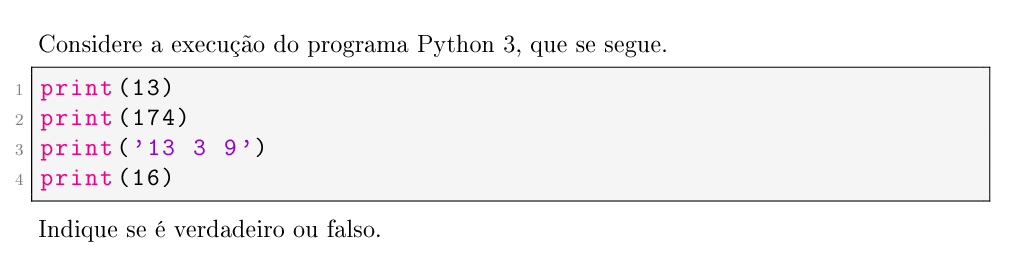 Considere a execução do programa Python 3, que se segue.
1 print(13)
2 print(174)
3 print('13 3 9')
4 print(16)
Indique se é verdadeiro ou falso.